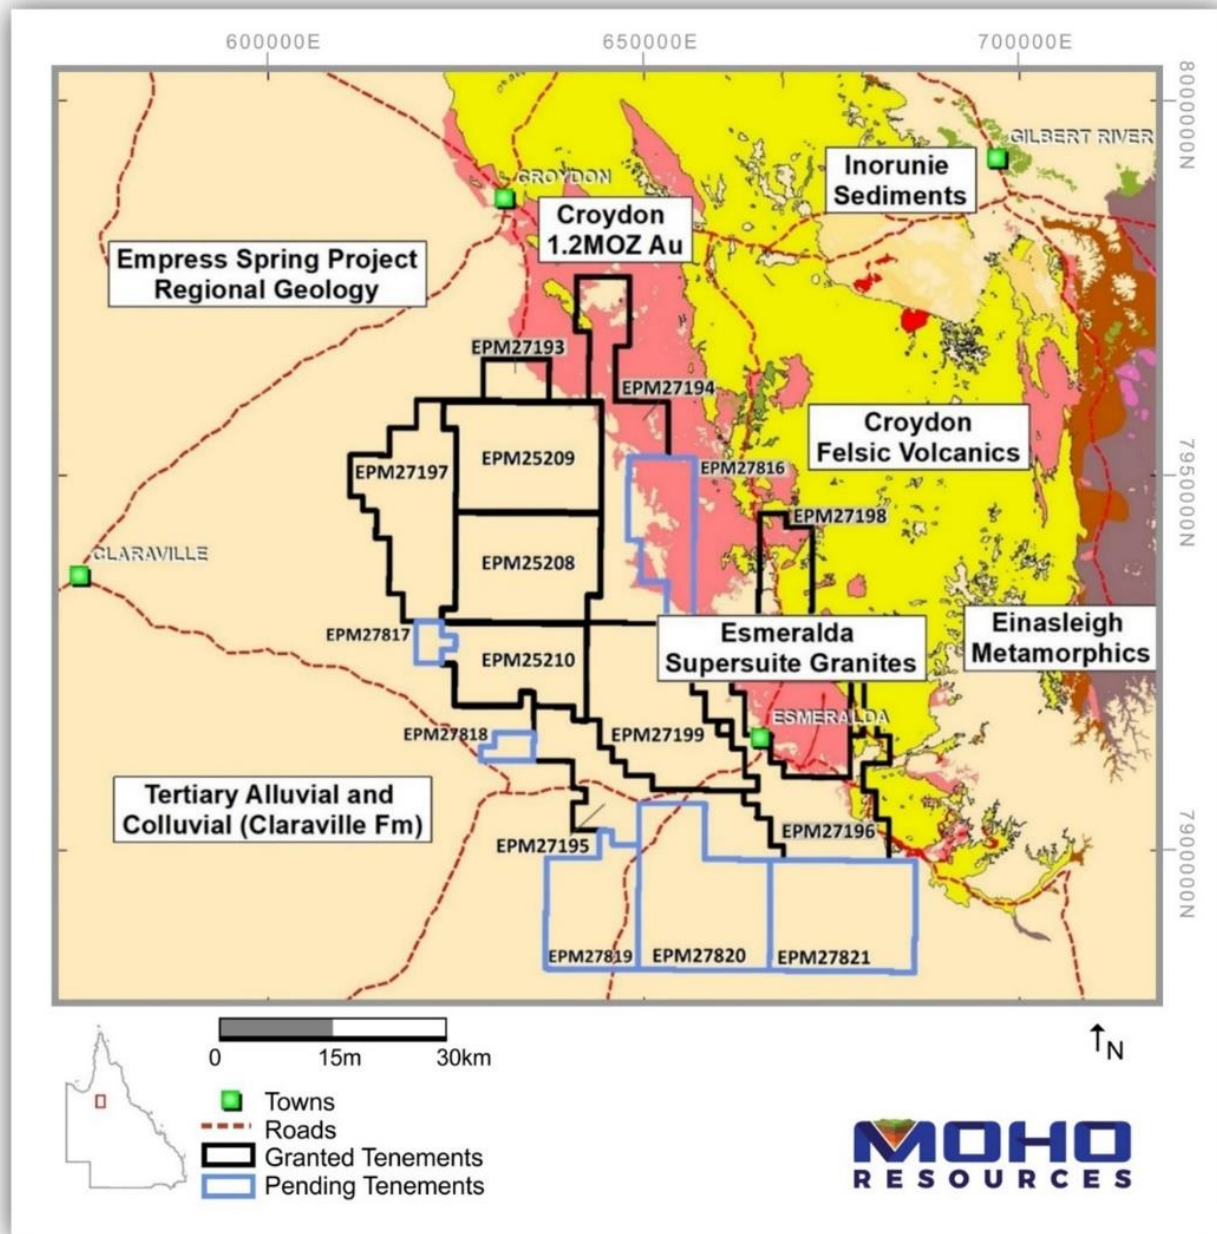 600000E
650000E
700000E
8000000N
GILBERT RIVER
Inorunie
Sediments
CROYDON
Croydon
1.2MOZ Au
Empress Spring Project
Regional Geology
EPM27193
EPM27194
Croydon
Felsic Volcanics
EPM27197
EPM25209
EPM27816
7950000N
EPM27198
CLARAVILLE
EPM25208
Einasleigh
Metamorphics
EPM27817
Esmeralda
Supersuite Granites
EPM25210
ESMERALDA
EPM27818
EPM27199
Tertiary Alluvial and
Colluvial (Claraville Fm)
EPM27196
EPM27195
7900000N
EPM27819
EPM27820
EPM27821
0 15m 30km
N
Towns
Roads
Granted Tenements
Pending Tenements
MOHO
RESOURCES